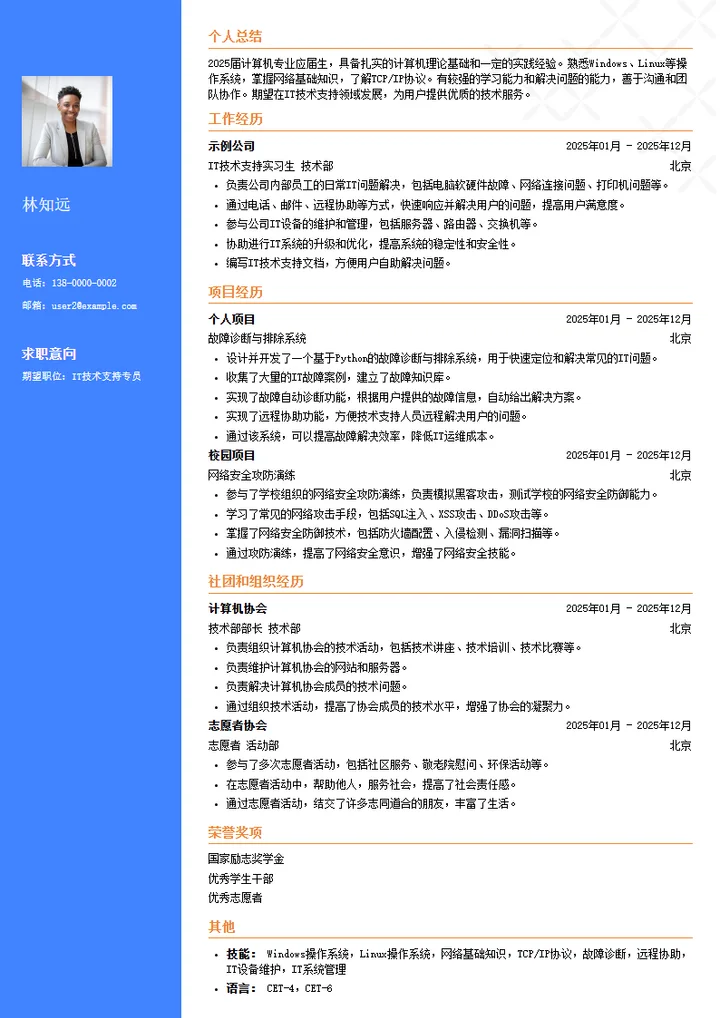 林知远
联系方式
电话：138-0000-0002
邮箱：user2@example.com
求职意向
期望职位：IT技术支持专员
个人总结
2025届计算机专业应届生，具备扎实的计算机理论基础和一定的实践经验。熟悉Windows、Linux等操
作系统，掌握网络基础知识，了解TCP/IP协议。有较强的学习能力和解决问题的能力，善于沟通和团
队协作。期望在IT技术支持领域发展，为用户提供优质的技术服务。
工作经历
示例公司 2025年01月 - 2025年12月
IT技术支持实习生 技术部 北京
• 负责公司内部员工的日常IT问题解决，包括电脑软硬件故障、网络连接问题、打印机问题等。
• 通过电话、邮件、远程协助等方式，快速响应并解决用户的问题，提高用户满意度。
• 参与公司IT设备的维护和管理，包括服务器、路由器、交换机等。
• 协助进行IT系统的升级和优化，提高系统的稳定性和安全性。
• 编写IT技术支持文档，方便用户自助解决问题。
项目经历
个人项目 2025年01月 - 2025年12月
故障诊断与排除系统 北京
• 设计并开发了一个基于Python的故障诊断与排除系统，用于快速定位和解决常见的IT问题。
• 收集了大量的IT故障案例，建立了故障知识库。
• 实现了故障自动诊断功能，根据用户提供的故障信息，自动给出解决方案。
• 实现了远程协助功能，方便技术支持人员远程解决用户的问题。
• 通过该系统，可以提高故障解决效率，降低IT运维成本。
校园项目 2025年01月 - 2025年12月
网络安全攻防演练 北京
• 参与了学校组织的网络安全攻防演练，负责模拟黑客攻击，测试学校的网络安全防御能力。
• 学习了常见的网络攻击手段，包括SQL注入、XSS攻击、DDoS攻击等。
• 掌握了网络安全防御技术，包括防火墙配置、入侵检测、漏洞扫描等。
• 通过攻防演练，提高了网络安全意识，增强了网络安全技能。
社团和组织经历
计算机协会 2025年01月 - 2025年12月
技术部部长 技术部 北京
• 负责组织计算机协会的技术活动，包括技术讲座、技术培训、技术比赛等。
• 负责维护计算机协会的网站和服务器。
• 负责解决计算机协会成员的技术问题。
• 通过组织技术活动，提高了协会成员的技术水平，增强了协会的凝聚力。
志愿者协会 2025年01月 - 2025年12月
志愿者 活动部 北京
• 参与了多次志愿者活动，包括社区服务、敬老院慰问、环保活动等。
• 在志愿者活动中，帮助他人，服务社会，提高了社会责任感。
• 通过志愿者活动，结交了许多志同道合的朋友，丰富了生活。
荣誉奖项
国家励志奖学金
优秀学生干部
优秀志愿者
其他
• 技能： Windows操作系统，Linux操作系统，网络基础知识，TCP/IP协议，故障诊断，远程协助，
IT设备维护，IT系统管理
• 语言： CET-4，CET-6